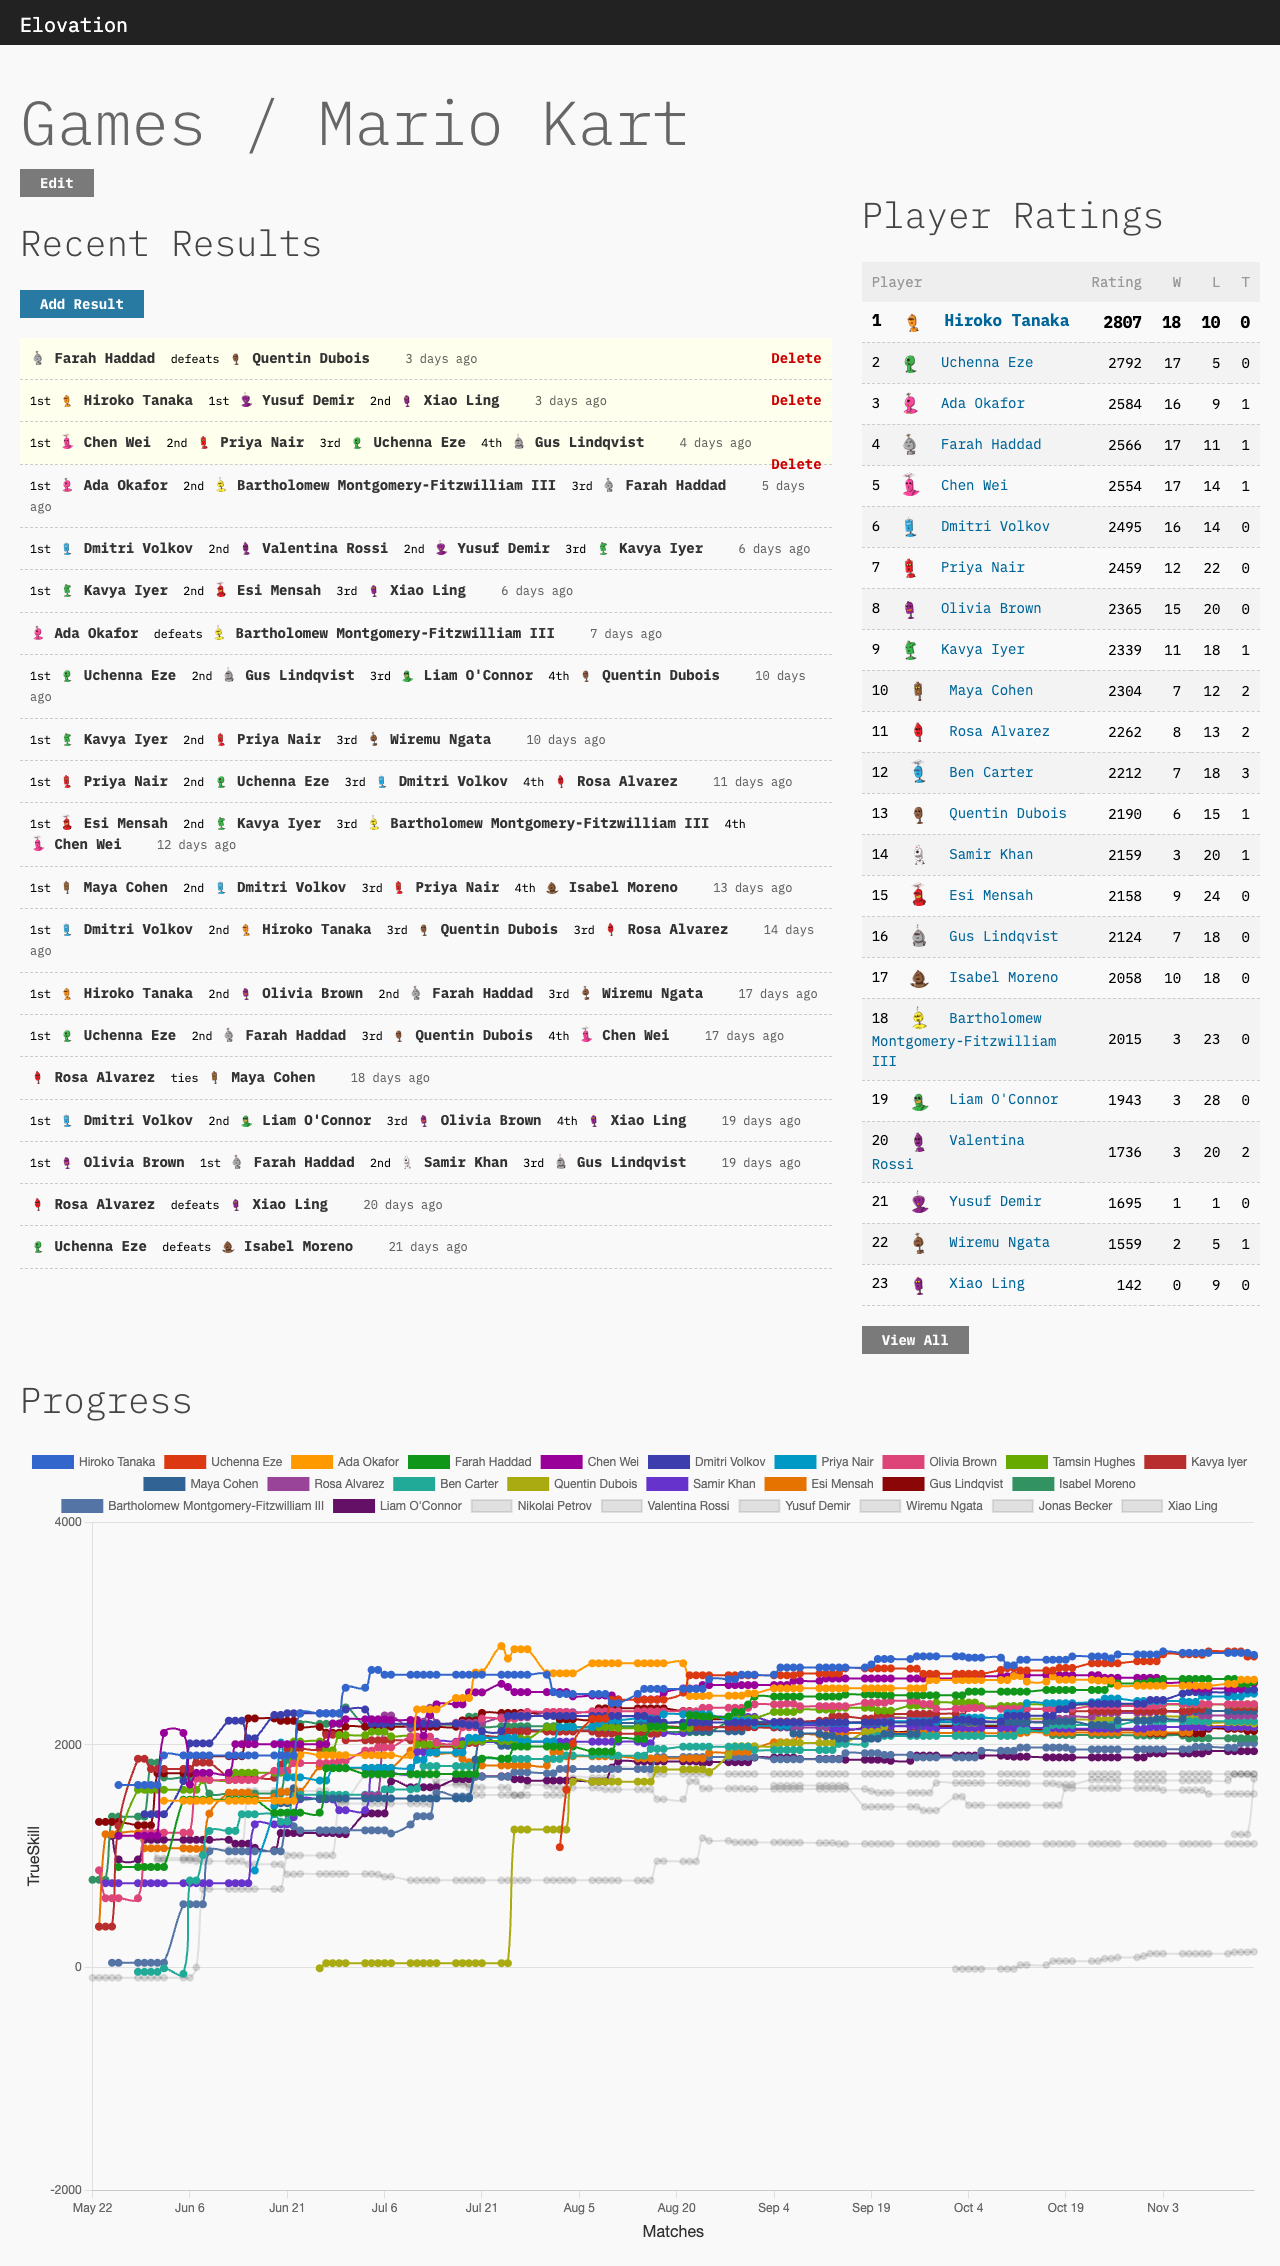 Elovation
Games / Mario Kart
Edit
Recent Results
Add Result
Farah Haddad defeats Quentin Dubois 3 days ago Delete
1st Hiroko Tanaka 1st Yusuf Demir 2nd Xiao Ling 3 days ago Delete
1st Chen Wei 2nd Priya Nair 3rd Uchenna Eze 4th Gus Lindqvist 4 days ago
Delete
1st Ada Okafor 2nd Bartholomew Montgomery-Fitzwilliam III 3rd Farah Haddad 5 days
ago
1st Dmitri Volkov 2nd Valentina Rossi 2nd Yusuf Demir 3rd Kavya Iyer 6 days ago
1st Kavya Iyer 2nd Esi Mensah 3rd Xiao Ling 6 days ago
Ada Okafor defeats Bartholomew Montgomery-Fitzwilliam III 7 days ago
1st Uchenna Eze 2nd Gus Lindqvist 3rd Liam O'Connor 4th Quentin Dubois 10 days
ago
1st Kavya Iyer 2nd Priya Nair 3rd Wiremu Ngata 10 days ago
1st Priya Nair 2nd Uchenna Eze 3rd Dmitri Volkov 4th Rosa Alvarez 11 days ago
1st Esi Mensah 2nd Kavya Iyer 3rd Bartholomew Montgomery-Fitzwilliam III 4th
Chen Wei 12 days ago
1st Maya Cohen 2nd Dmitri Volkov 3rd Priya Nair 4th Isabel Moreno 13 days ago
1st Dmitri Volkov 2nd Hiroko Tanaka 3rd Quentin Dubois 3rd Rosa Alvarez 14 days
ago
1st Hiroko Tanaka 2nd Olivia Brown 2nd Farah Haddad 3rd Wiremu Ngata 17 days ago
1st Uchenna Eze 2nd Farah Haddad 3rd Quentin Dubois 4th Chen Wei 17 days ago
Rosa Alvarez ties Maya Cohen 18 days ago
1st Dmitri Volkov 2nd Liam O'Connor 3rd Olivia Brown 4th Xiao Ling 19 days ago
1st Olivia Brown 1st Farah Haddad 2nd Samir Khan 3rd Gus Lindqvist 19 days ago
Rosa Alvarez defeats Xiao Ling 20 days ago
Uchenna Eze defeats Isabel Moreno 21 days ago
Player Ratings
Player Rating W L T
1 Hiroko Tanaka 2807 18 10 0
2 Uchenna Eze 2792 17 5 0
3 Ada Okafor 2584 16 9 1
4 Farah Haddad 2566 17 11 1
5 Chen Wei 2554 17 14 1
6 Dmitri Volkov 2495 16 14 0
7 Priya Nair 2459 12 22 0
8 Olivia Brown 2365 15 20 0
9 Kavya Iyer 2339 11 18 1
10 Maya Cohen 2304 7 12 2
11 Rosa Alvarez 2262 8 13 2
12 Ben Carter 2212 7 18 3
13 Quentin Dubois 2190 6 15 1
14 Samir Khan 2159 3 20 1
15 Esi Mensah 2158 9 24 0
16 Gus Lindqvist 2124 7 18 0
17 Isabel Moreno 2058 10 18 0
18 Bartholomew
Montgomery-Fitzwilliam 2015 3 23 0
III
19 Liam O'Connor 1943 3 28 0
20 Valentina
Rossi 1736 3 20 2
21 Yusuf Demir 1695 1 1 0
22 Wiremu Ngata 1559 2 5 1
23 Xiao Ling 142 0 9 0
View All
Progress
Hiroko Tanaka Uchenna Eze Ada Okafor Farah Haddad Chen Wei Dmitri Volkov Priya Nair Olivia Brown Tamsin Hughes Kavya Iyer
Maya Cohen Rosa Alvarez Ben Carter Quentin Dubois Samir Khan Esi Mensah Gus Lindqvist Isabel Moreno
Bartholomew Montgomery-Fitzwilliam III Liam O'Connor Nikolai Petrov Valentina Rossi Yusuf Demir Wiremu Ngata Jonas Becker Xiao Ling
4000
2000
0
-2000
TrueSkill
May 22 Jun 6 Jun 21 Jul 6 Jul 21 Aug 5 Aug 20 Sep 4 Sep 19 Oct 4 Oct 19 Nov 3
Matches